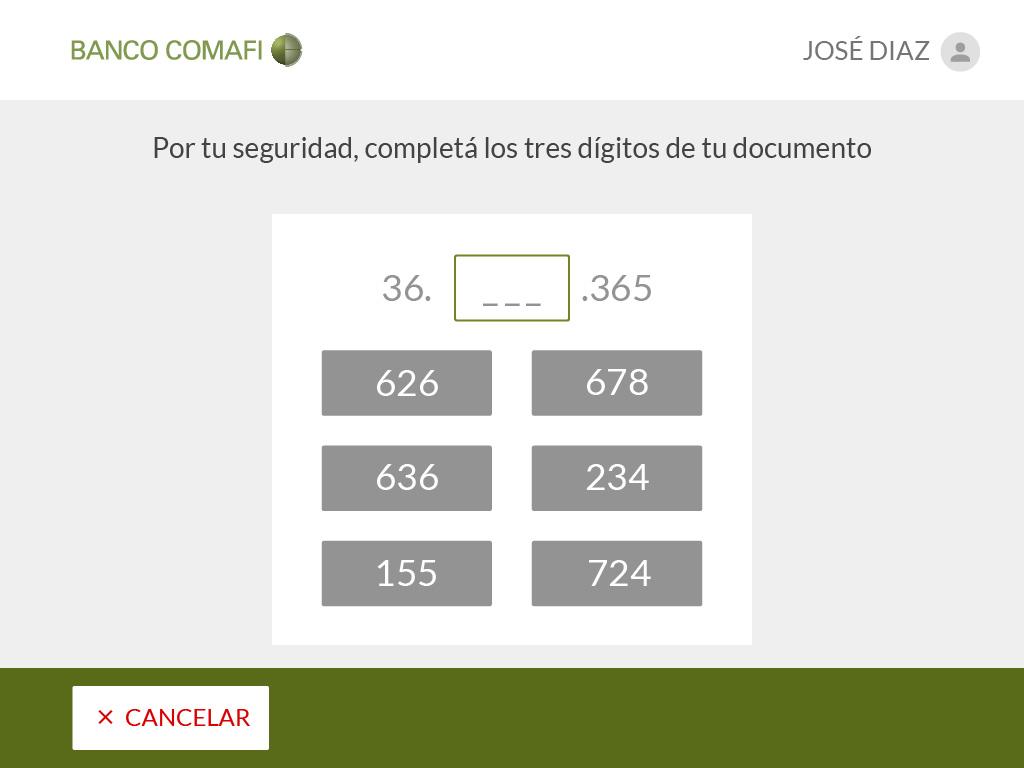 BANCO COMAFI
JOSÉ DIAZ
Por tu seguridad, completá los tres dígitos de tu documento
36. _ _ _ .365
626 678
636 234
155 724
× CANCELAR